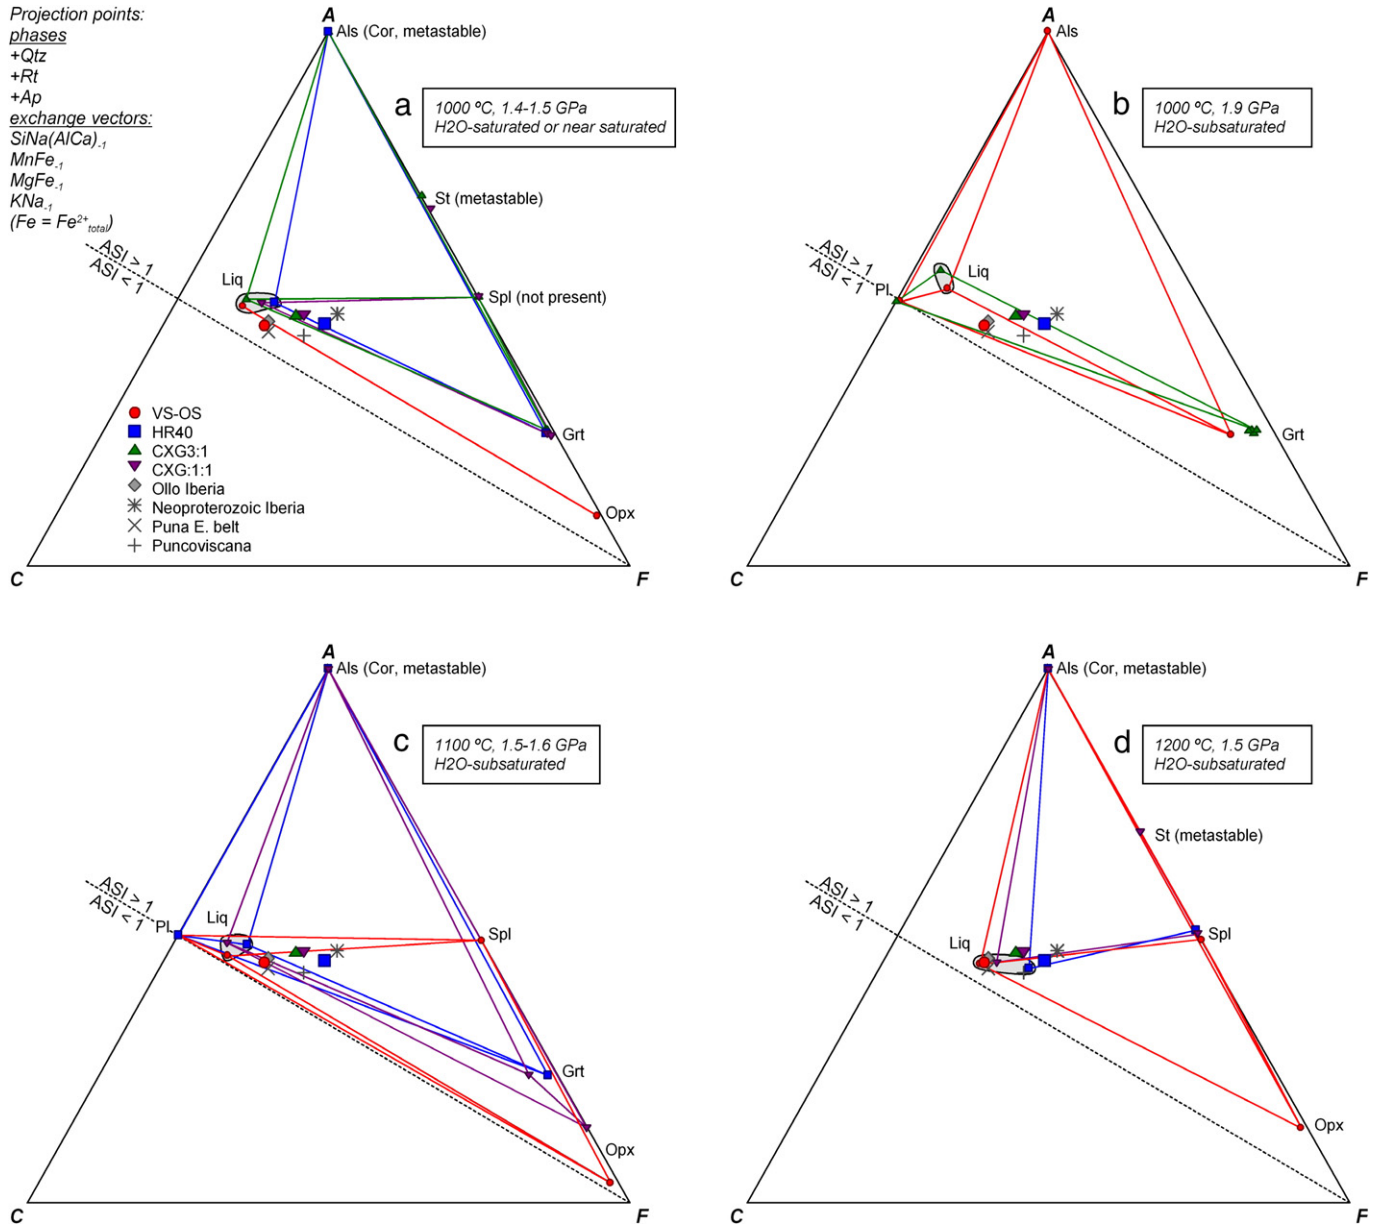 Projection points:
phases
+Qtz
+Rt
+Ap
exchange vectors:
SiNa(AlCa)-1
MnFe-1
MgFe-1
KNa-1
(Fe = Fe2+total)
A
Als (Cor, metastable)
a
1000 ºC, 1.4-1.5 GPa
H2O-saturated or near saturated
St (metastable)
ASI > 1
ASI < 1
Liq
Spl (not present)
Grt
Opx
VS-OS
HR40
CXG3:1
CXG:1:1
Ollo Iberia
Neoproterozoic Iberia
Puna E. belt
Puncoviscana
C
F
A
Als
b
1000 ºC, 1.9 GPa
H2O-subsaturated
ASI > 1
ASI < 1
Liq
Pl
Grt
C
F
A
Als (Cor, metastable)
c
1100 ºC, 1.5-1.6 GPa
H2O-subsaturated
ASI > 1
ASI < 1
Pl
Liq
Spl
Grt
Opx
C
F
A
Als (Cor, metastable)
d
1200 ºC, 1.5 GPa
H2O-subsaturated
St (metastable)
ASI > 1
ASI < 1
Liq
Spl
Opx
C
F